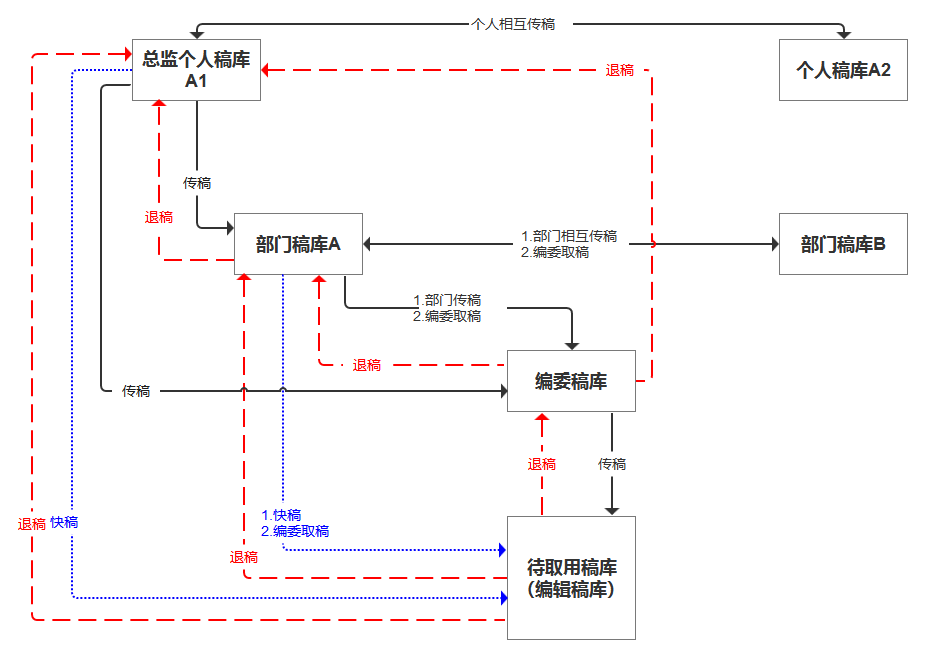 个人相互传稿
总监个人稿库
A1
个人稿库A2
退稿
传稿
退稿
部门稿库A
1.部门相互传稿
2.编委取稿
部门稿库B
1.部门传稿
2.编委取稿
退稿
编委稿库
传稿
退稿
传稿
退稿
快稿
1.快稿
2.编委取稿
退稿
待取用稿库
(编辑稿库)